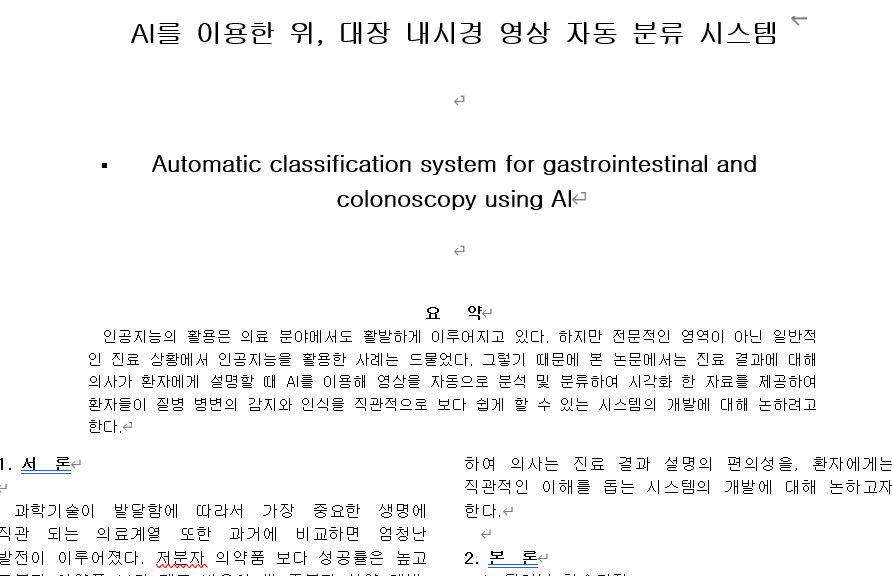 AI를 이용한 위, 대장 내시경 영상 자동 분류 시스템
Automatic classification system for gastrointestinal and
colonoscopy using AI
요 약
인공지능의 활용은 의료 분야에서도 활발하게 이루어지고 있다. 하지만 전문적인 영역이 아닌 일반적
인 진료 상황에서 인공지능을 활용한 사례는 드물었다. 그렇기 때문에 본 논문에서는 진료 결과에 대해
의사가 환자에게 설명할 때 AI를 이용해 영상을 자동으로 분석 및 분류하여 시각화 한 자료를 제공하여
환자들이 질병 병변의 감지와 인식을 직관적으로 보다 쉽게 할 수 있는 시스템의 개발에 대해 논하려고
한다.
1. 서 론
과학기술이 발달함에 따라서 가장 중요한 생명에
직관 되는 의료계열 또한 과거에 비교하면 엄청난
발전이 이루어졌다. 저분자 의약품 보다 성공률은 높고
하여 의사는 진료 결과 설명의 편의성을, 환자에게는
직관적인 이해를 돕는 시스템의 개발에 대해 논하고자
한다.
2. 본 론